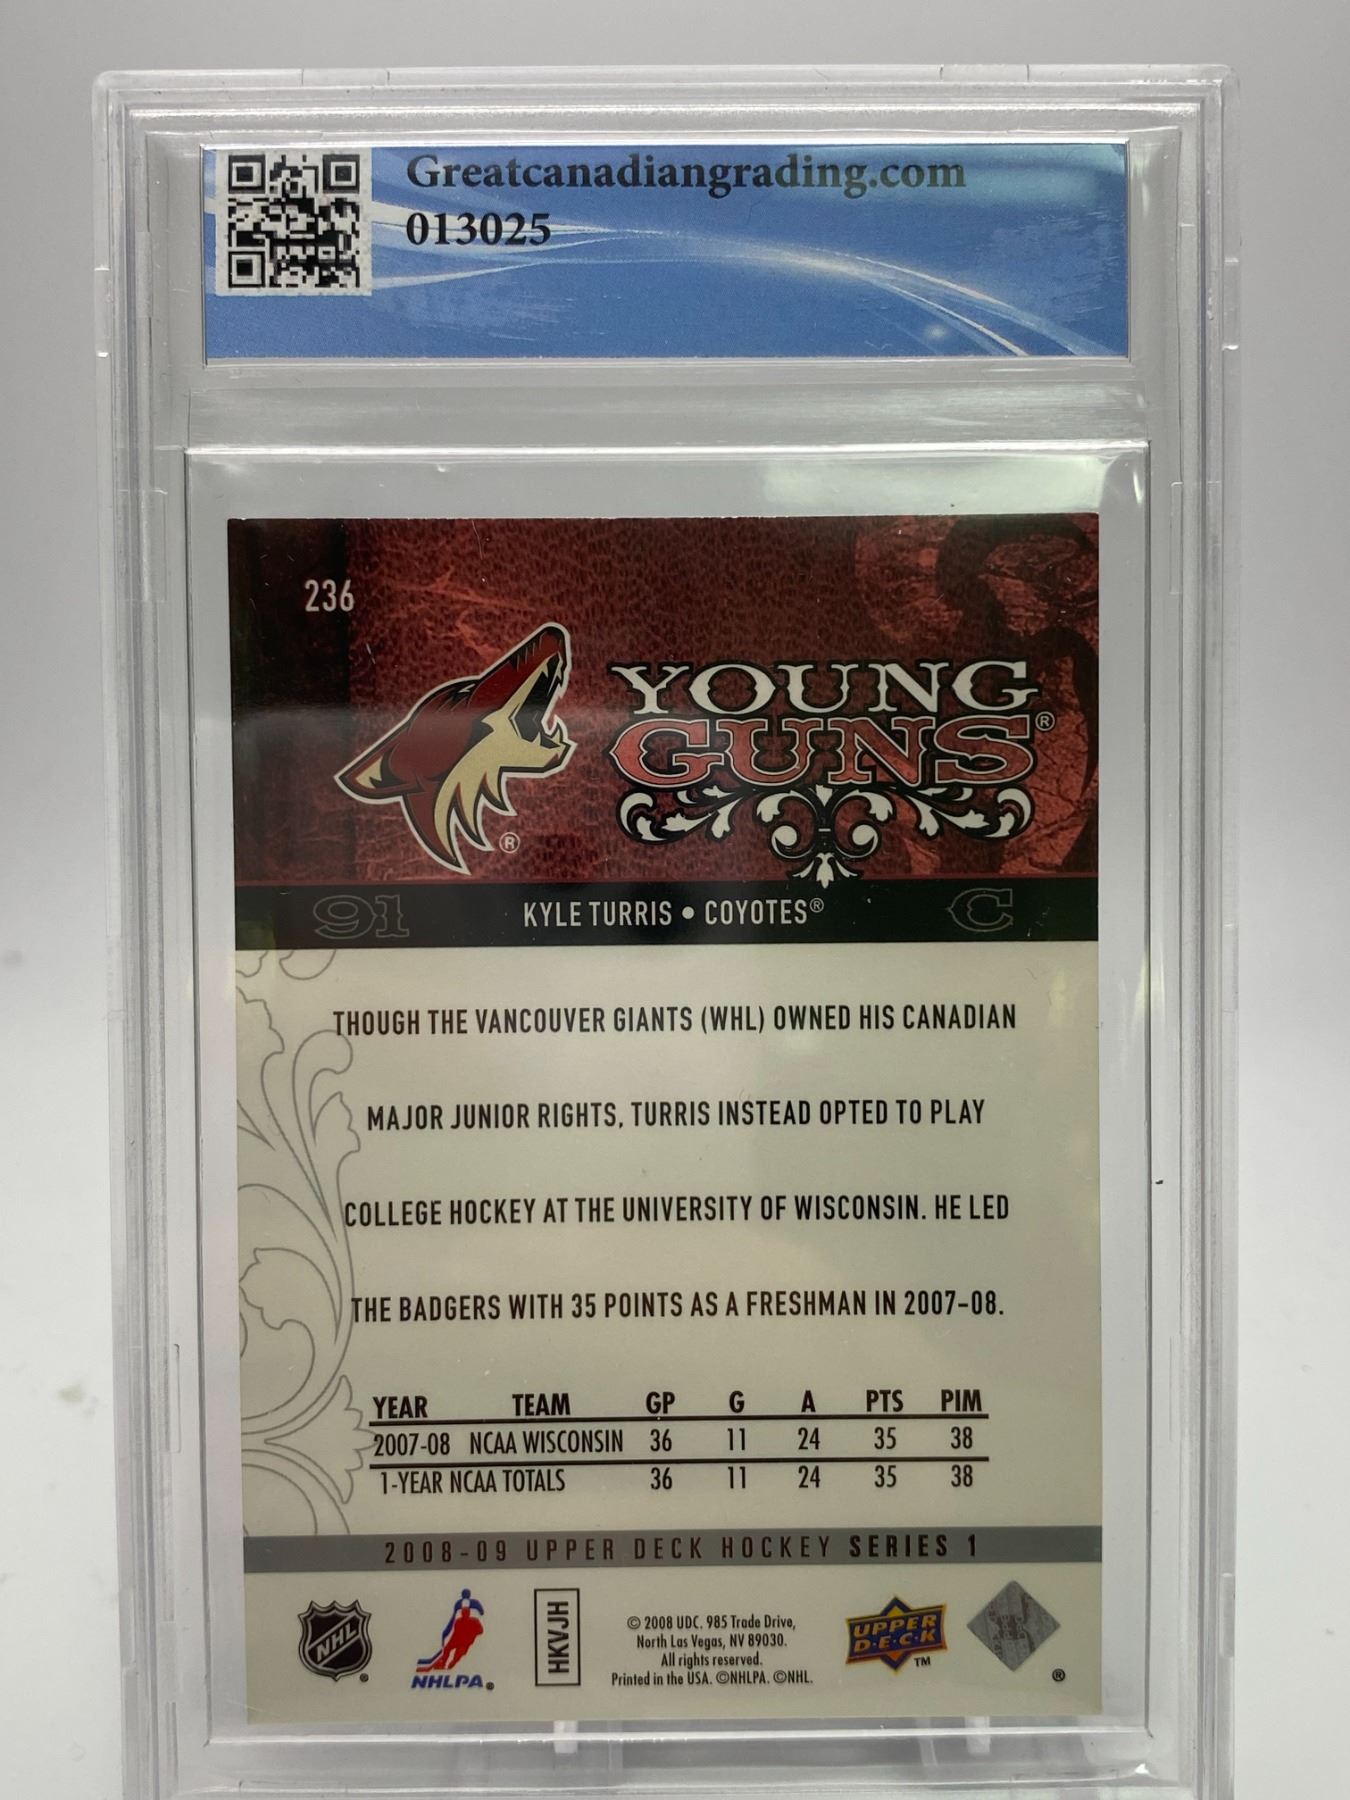 Greatcanadiangrading.com
013025
236
YOUNG
GUNS®
®
91 KYLE TURRIS • COYOTES® C
THOUGH THE VANCOUVER GIANTS (WHL) OWNED HIS CANADIAN
MAJOR JUNIOR RIGHTS, TURRIS INSTEAD OPTED TO PLAY
COLLEGE HOCKEY AT THE UNIVERSITY OF WISCONSIN. HE LED
THE BADGERS WITH 35 POINTS AS A FRESHMAN IN 2007-08.
YEAR TEAM GP G A PTS PIM
2007-08 NCAA WISCONSIN 36 11 24 35 38
1-YEAR NCAA TOTALS 36 11 24 35 38
2008-09 UPPER DECK HOCKEY SERIES 1
NHL®
NHLPA®
HKVJH
© 2008 UDC. 985 Trade Drive,
North Las Vegas, NV 89030.
All rights reserved.
Printed in the USA. ©NHLPA. ©NHL.
UPPER
D·E·C·K
TM
®